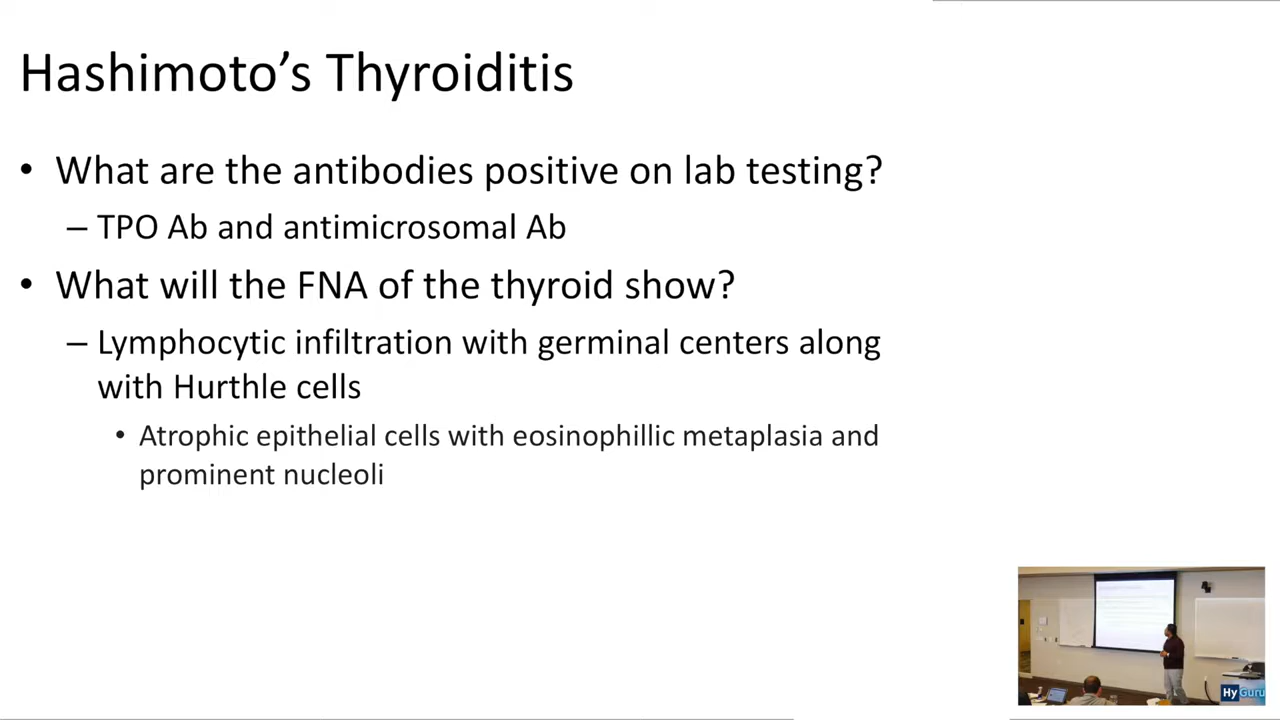 Hashimoto’s Thyroiditis
• What are the antibodies positive on lab testing?
– TPO Ab and antimicrosomal Ab
• What will the FNA of the thyroid show?
– Lymphocytic infiltration with germinal centers along
with Hurthle cells
• Atrophic epithelial cells with eosinophillic metaplasia and
prominent nucleoli
HyGuru